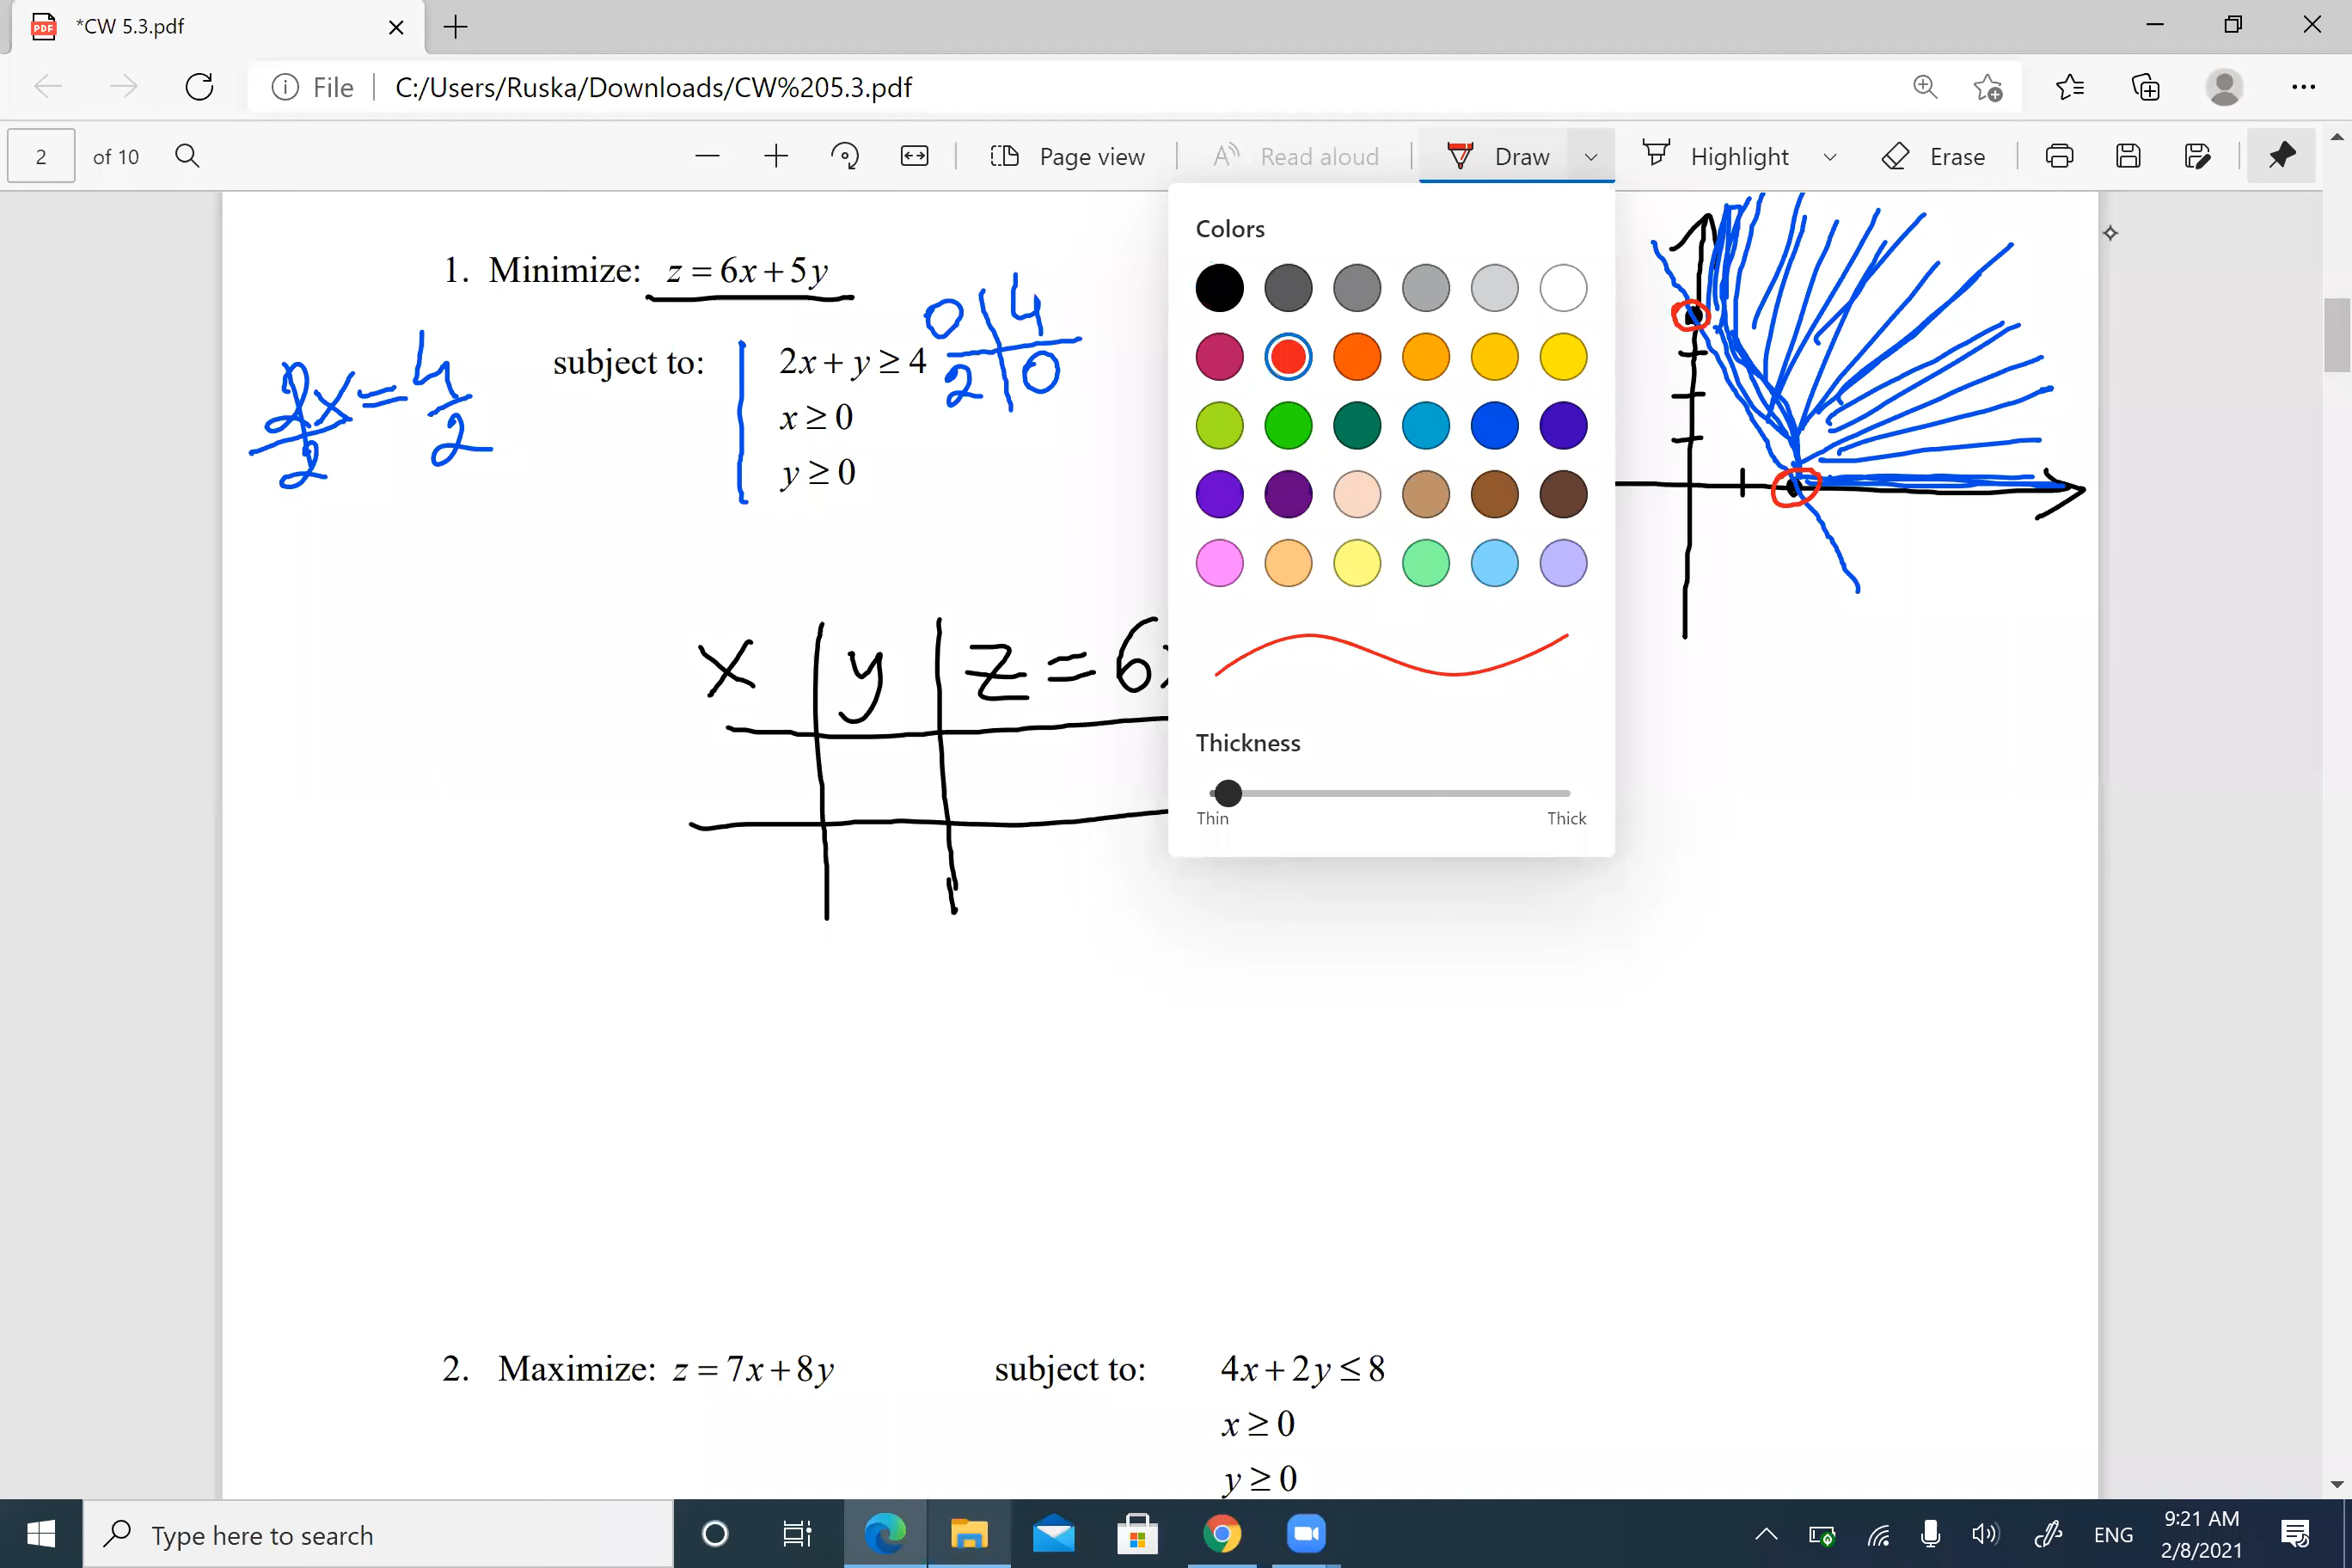 *CW 5.3.pdf
File | C:/Users/Ruska/Downloads/CW%205.3.pdf
2 of 10
Page view
Read aloud
Draw
Highlight
Erase
Colors
Thickness
Thin Thick
1. Minimize: z = 6x + 5y
0 | 4
2 | 0
subject to: 2x + y ≥ 4
x ≥ 0
y ≥ 0
2x = 4
2 2
x | y | z = 6
2. Maximize: z = 7x + 8y subject to: 4x + 2y ≤ 8
x ≥ 0
y ≥ 0
Type here to search
ENG
9:21 AM
2/8/2021